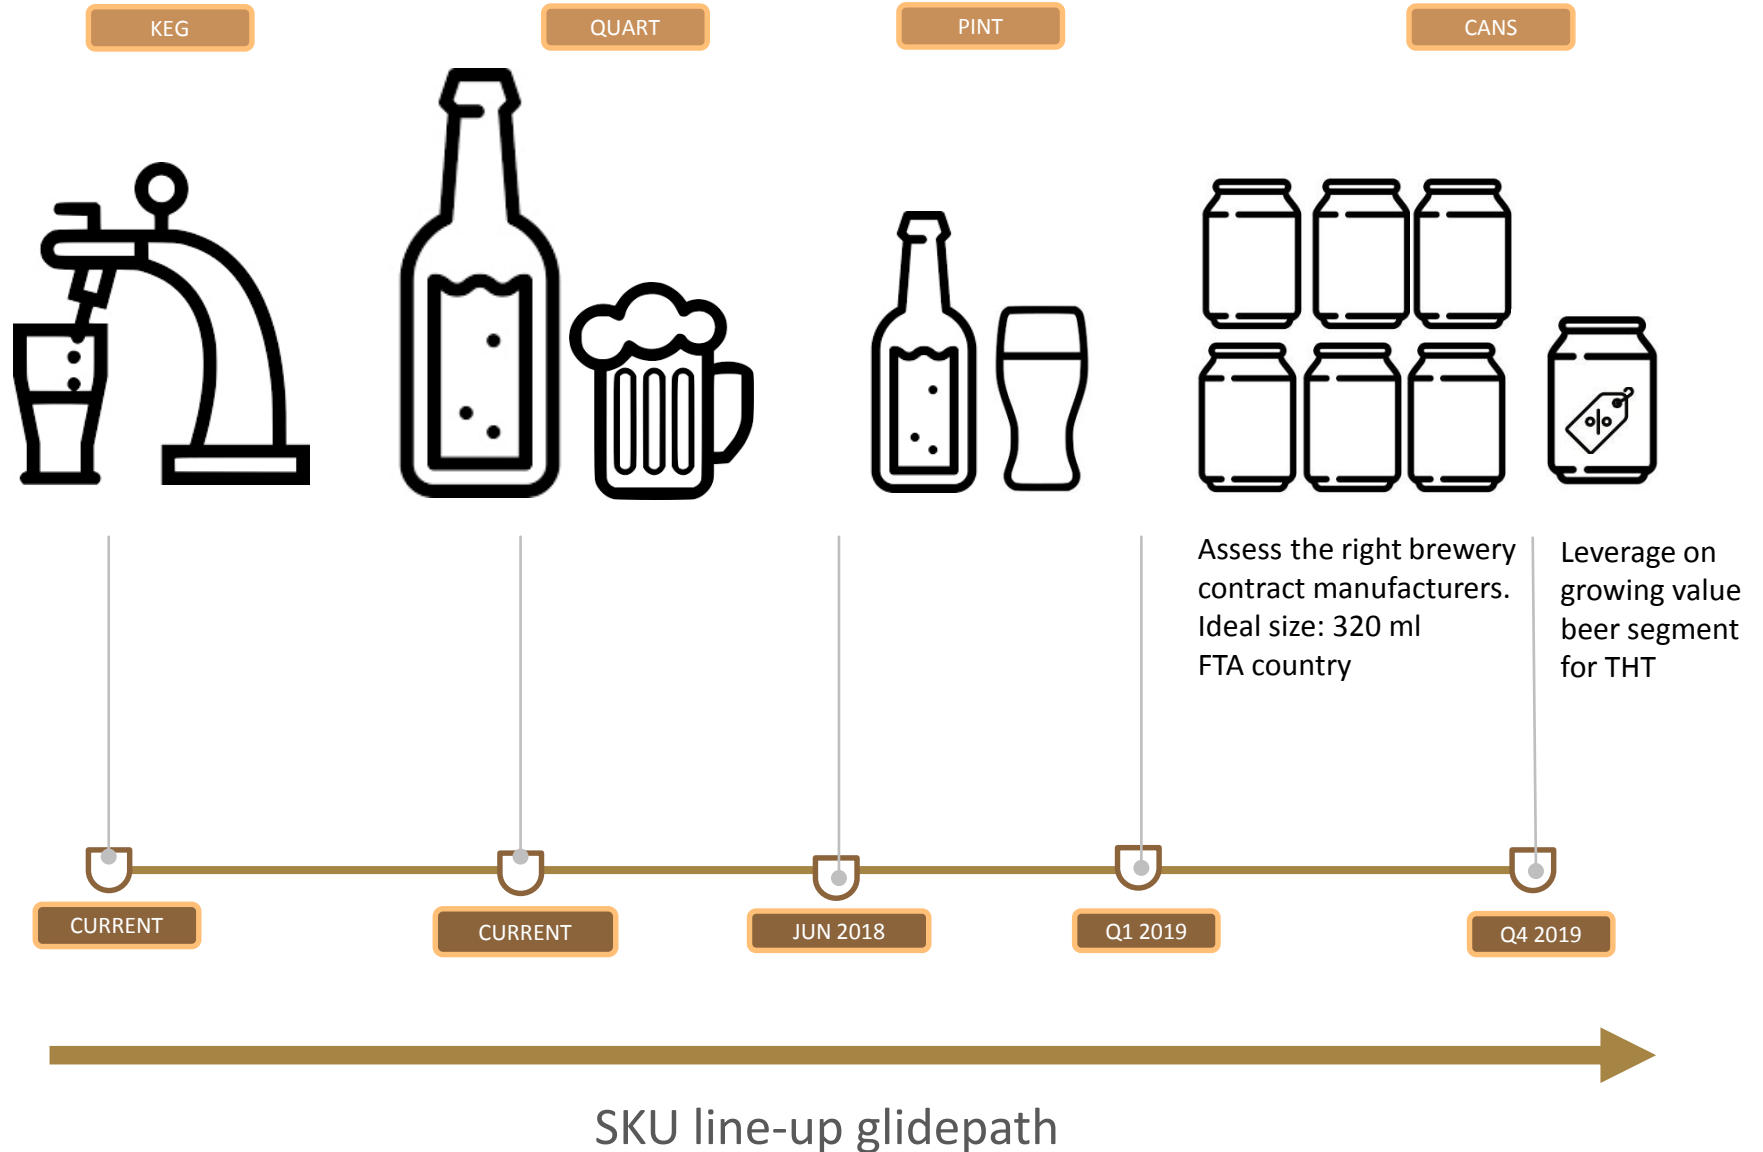 KEG
QUART
PINT
CANS
Assess the right brewery
contract manufacturers.
Ideal size: 320 ml
FTA country
Leverage on
growing value
beer segment
for THT
CURRENT
CURRENT
JUN 2018
Q1 2019
Q4 2019
SKU line-up glidepath